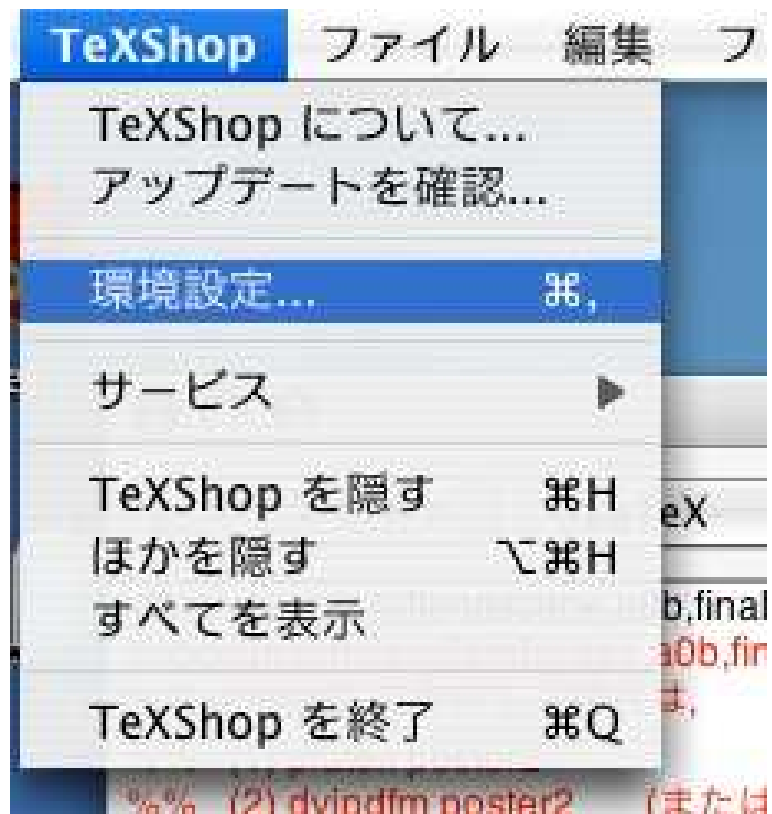 TeXShop ファイル 編集 フ
TeXShop について...
アップデートを確認...
環境設定... ⌘,
サービス ▶
TeXShop を隠す ⌘H
ほかを隠す ⌥⌘H
すべてを表示
TeXShop を終了 ⌘Q
eX
b,final
a0b,fin
は,
%% (2) dvipdfm poster2 (または